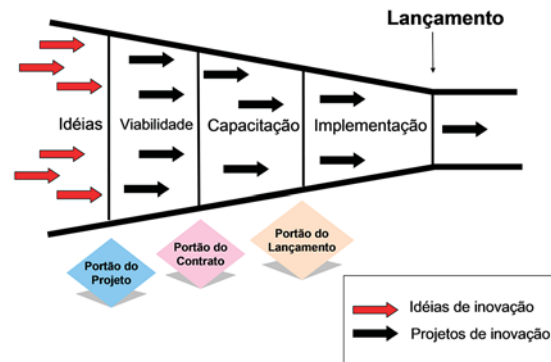 Lançamento
Idéias
Viabilidade
Capacitação
Implementação
Portão do
Projeto
Portão do
Contrato
Portão do
Lançamento
Idéias de inovação
Projetos de inovação